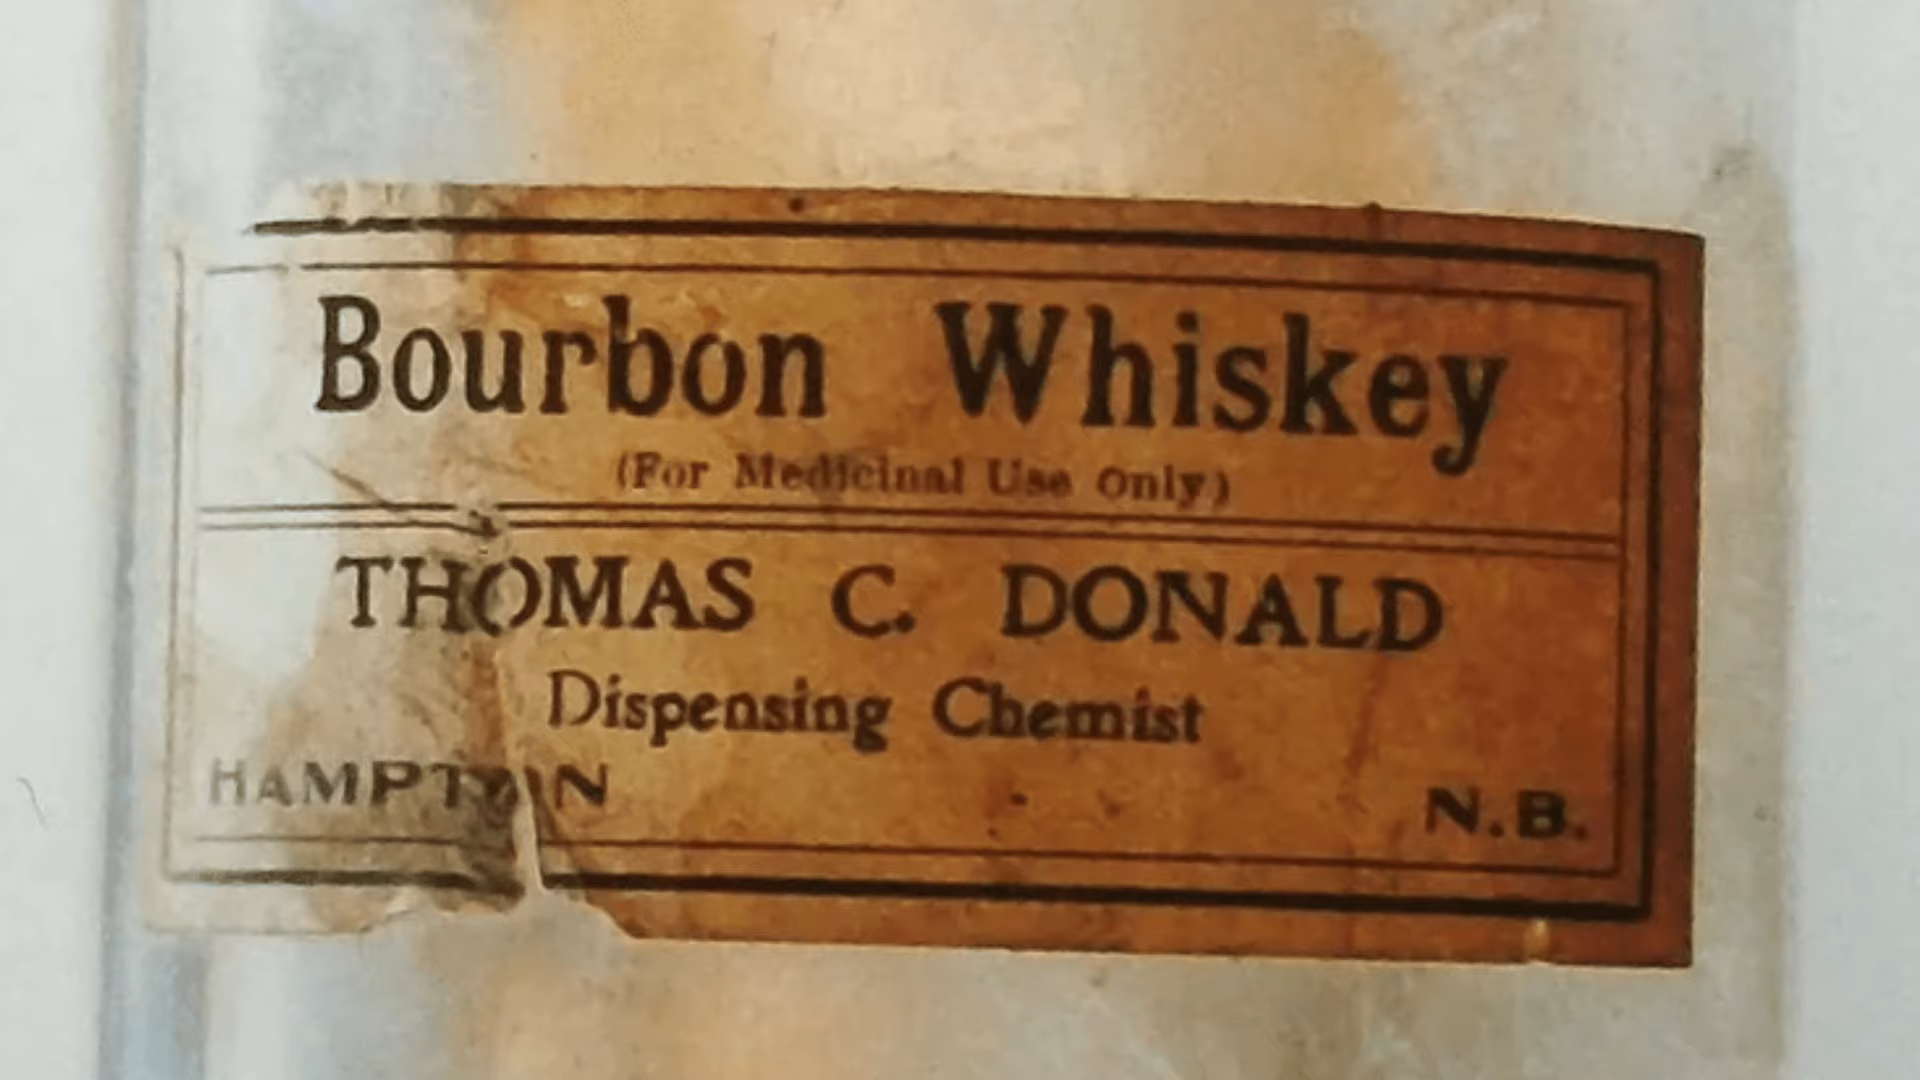 Bourbon Whiskey
(For Medicinal Use Only)
THOMAS C. DONALD
Dispensing Chemist
HAMPTON N.B.